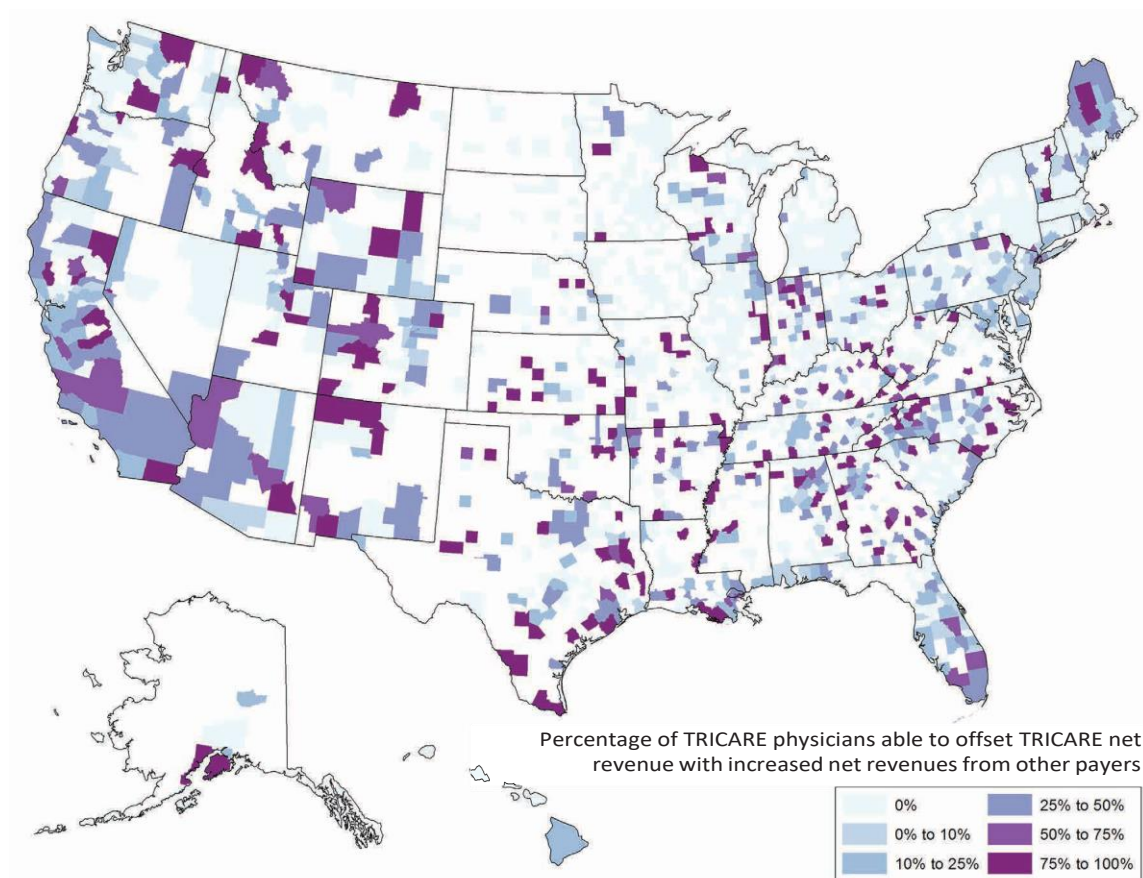 Percentage of TRICARE physicians able to offset TRICARE net
revenue with increased net revenues from other payers
0%
0% to 10%
10% to 25%
25% to 50%
50% to 75%
75% to 100%